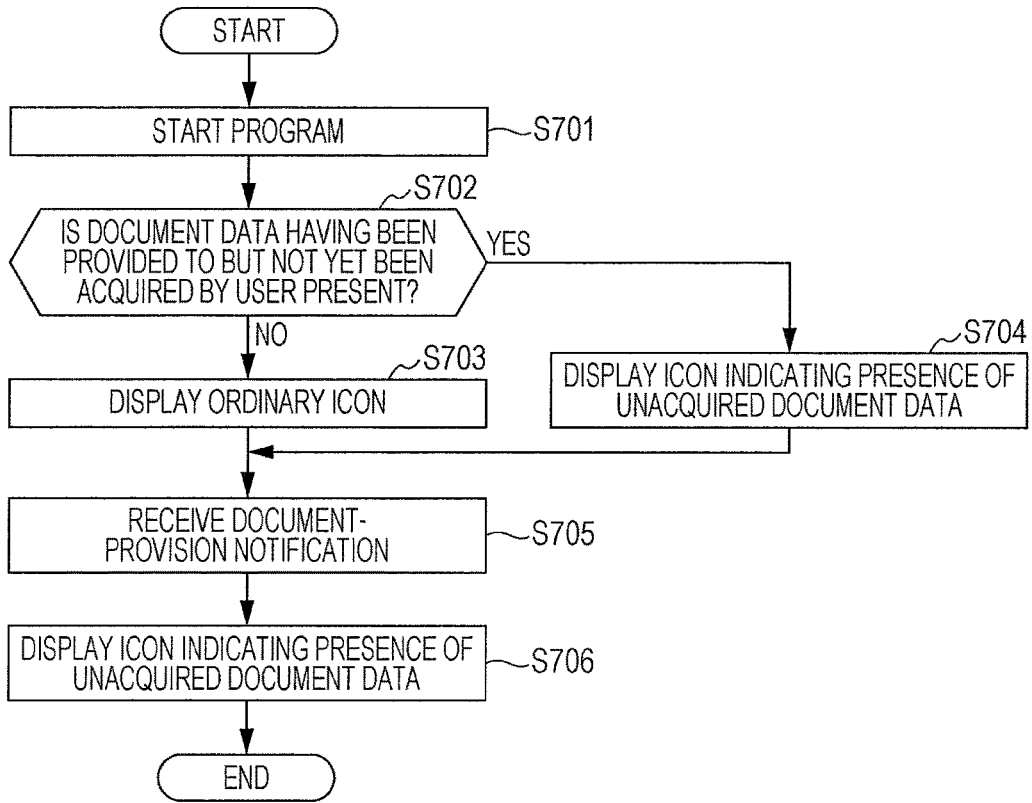 START
START PROGRAM
S701
S702
IS DOCUMENT DATA HAVING BEEN
PROVIDED TO BUT NOT YET BEEN
ACQUIRED BY USER PRESENT?
YES
NO
S703
DISPLAY ORDINARY ICON
S704
DISPLAY ICON INDICATING PRESENCE OF
UNACQUIRED DOCUMENT DATA
RECEIVE DOCUMENT-
PROVISION NOTIFICATION
S705
DISPLAY ICON INDICATING PRESENCE OF
UNACQUIRED DOCUMENT DATA
S706
END